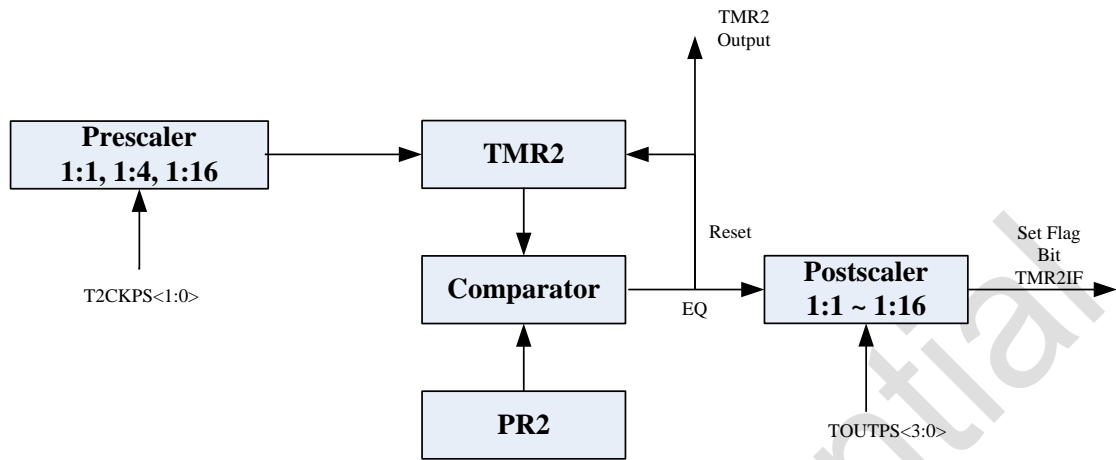 TMR2
Output
Prescaler
1:1, 1:4, 1:16
TMR2
Reset
Set Flag
Bit
TMR2IF
T2CKPS<1:0>
Comparator
EQ
Postscaler
1:1 ~ 1:16
PR2
TOUTPS<3:0>
ntial